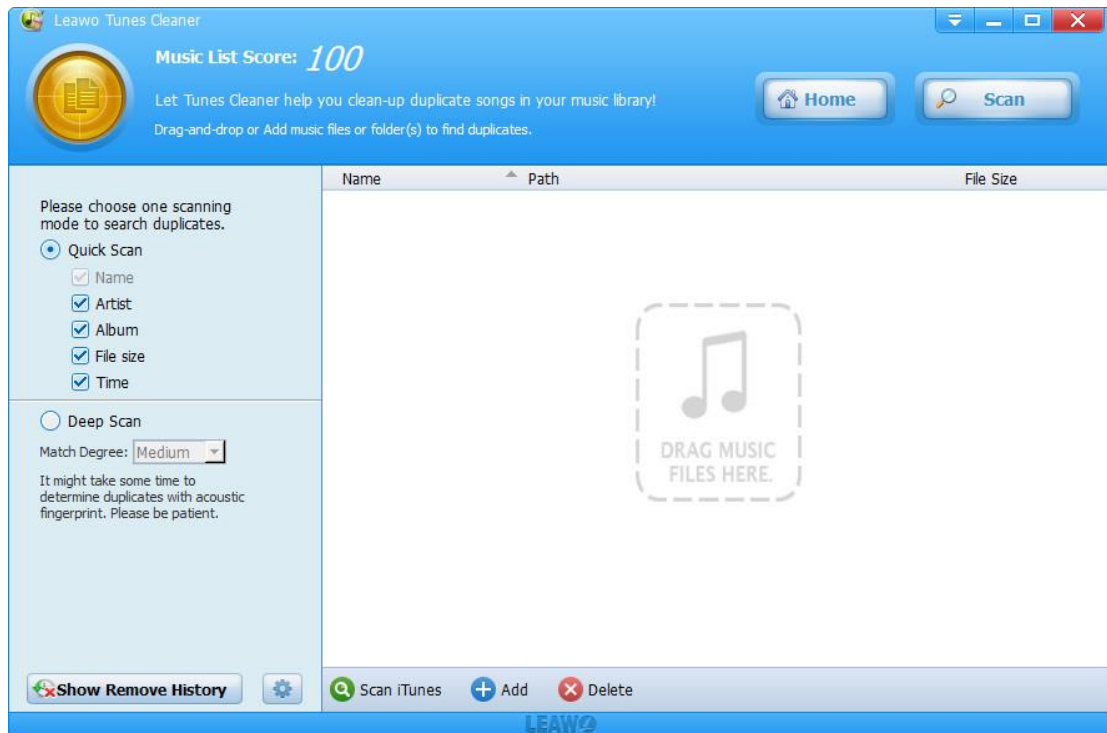 Leawo Tunes Cleaner
Music List Score: 100
Let Tunes Cleaner help you clean-up duplicate songs in your music library!
Drag-and-drop or Add music files or folder(s) to find duplicates.
Home
Scan
Please choose one scanning
mode to search duplicates.
Quick Scan
Name
Artist
Album
File size
Time
Deep Scan
Match Degree: Medium
It might take some time to
determine duplicates with acoustic
fingerprint. Please be patient.
Show Remove History
Name Path File Size
DRAG MUSIC
FILES HERE.
Scan iTunes Add Delete
LEAWO